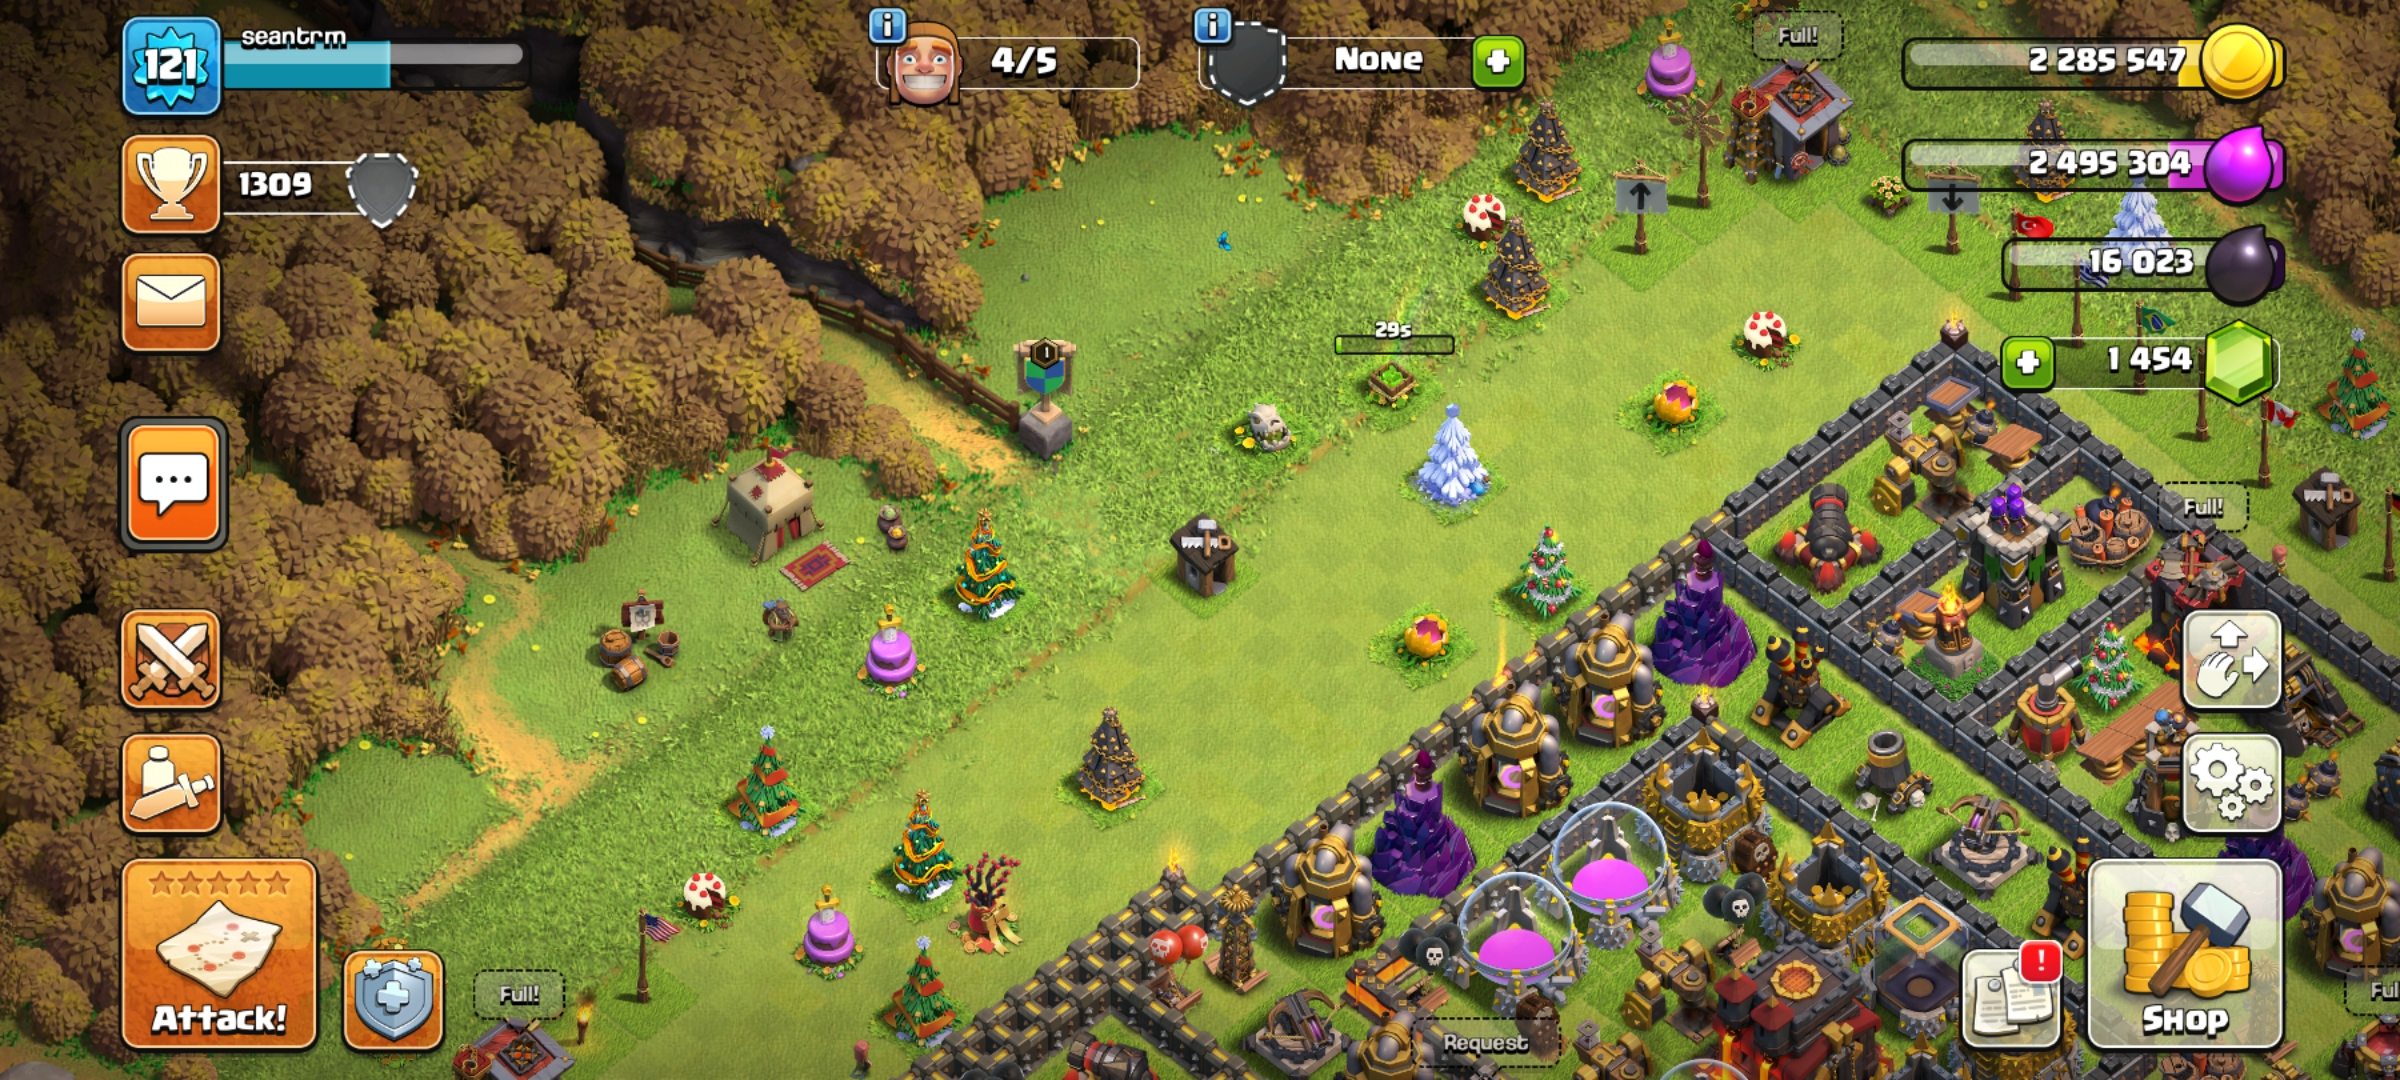 121
seantrm
4/5
None
Full!
2 285 547
1309
2 495 304
16 023
29s
1
1 454
Full!
Attack!
Full!
Request
Shop